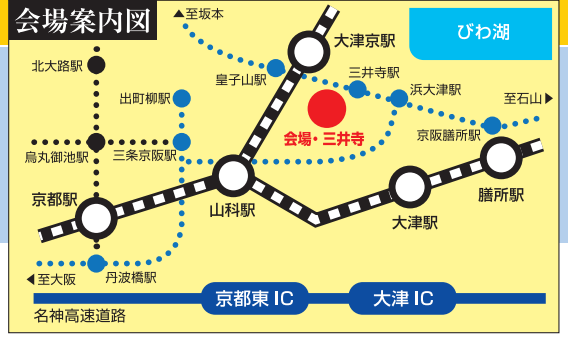 会場案内図
▲至坂本
大津京駅
びわ湖
北大路駅
皇子山駅
三井寺駅
出町柳駅
浜大津駅
至石山▶
会場・三井寺
京阪膳所駅
烏丸御池駅
三条京阪駅
京都駅
山科駅
大津駅
膳所駅
◀至大阪
丹波橋駅
京都東IC
大津IC
名神高速道路